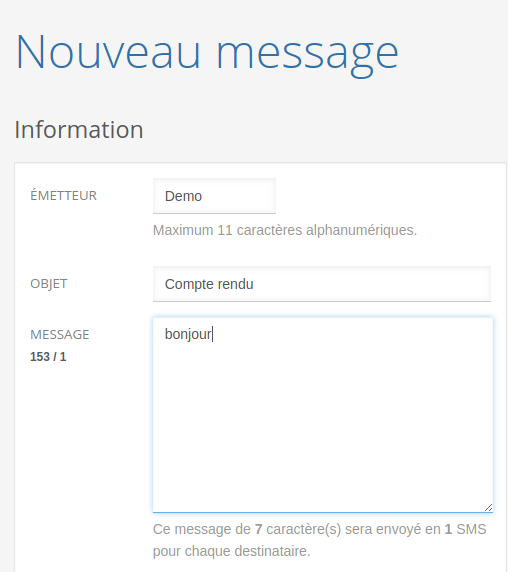 Nouveau message
Information
ÉMETTEUR
Demo
Maximum 11 caractères alphanumériques.
OBJET
Compte rendu
MESSAGE
153 / 1
bonjour
Ce message de 7 caractère(s) sera envoyé en 1 SMS
pour chaque destinataire.